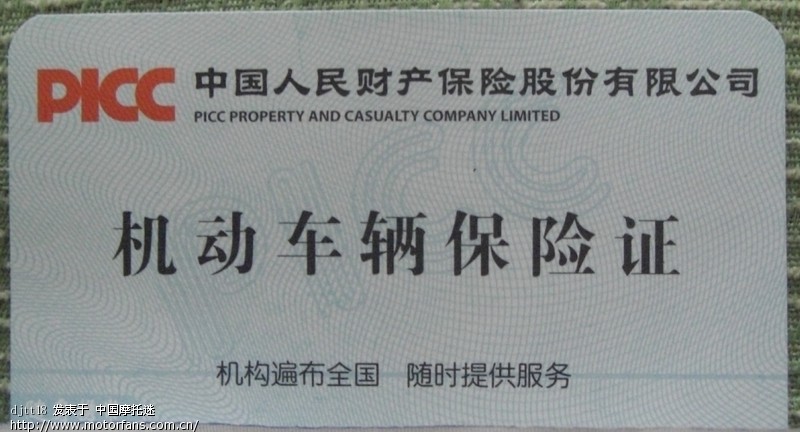 PICC 中国人民财产保险股份有限公司
PICC PROPERTY AND CASUALTY COMPANY LIMITED
机动车辆保险证
机构遍布全国 随时提供服务
djtt18 发表于 中国摩托迷
http://www.motorfans.com.cn/